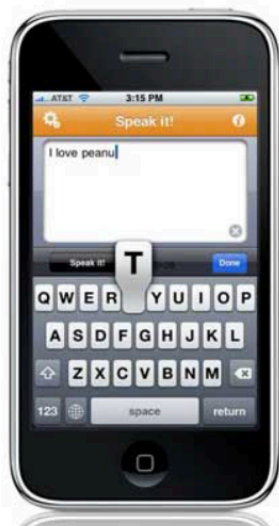 AT&T 3:15 PM
Speak it!
I love peanu
Speak it! Done
T
Q W E R Y U I O P
A S D F G H J K L
Z X C V B N M
123 space return